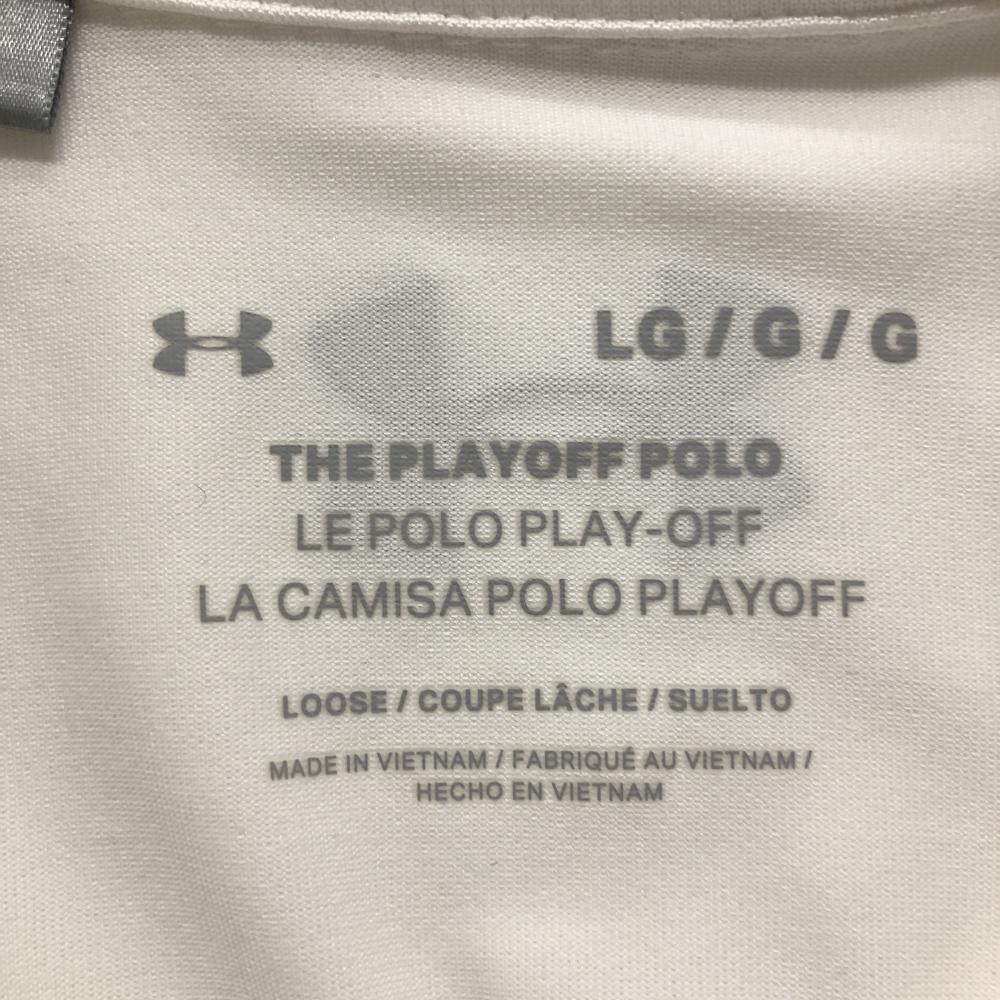 LG / G / G
THE PLAYOFF POLO
LE POLO PLAY-OFF
LA CAMISA POLO PLAYOFF
LOOSE / COUPE LÂCHE / SUELTO
MADE IN VIETNAM / FABRIQUÉ AU VIETNAM /
HECHO EN VIETNAM